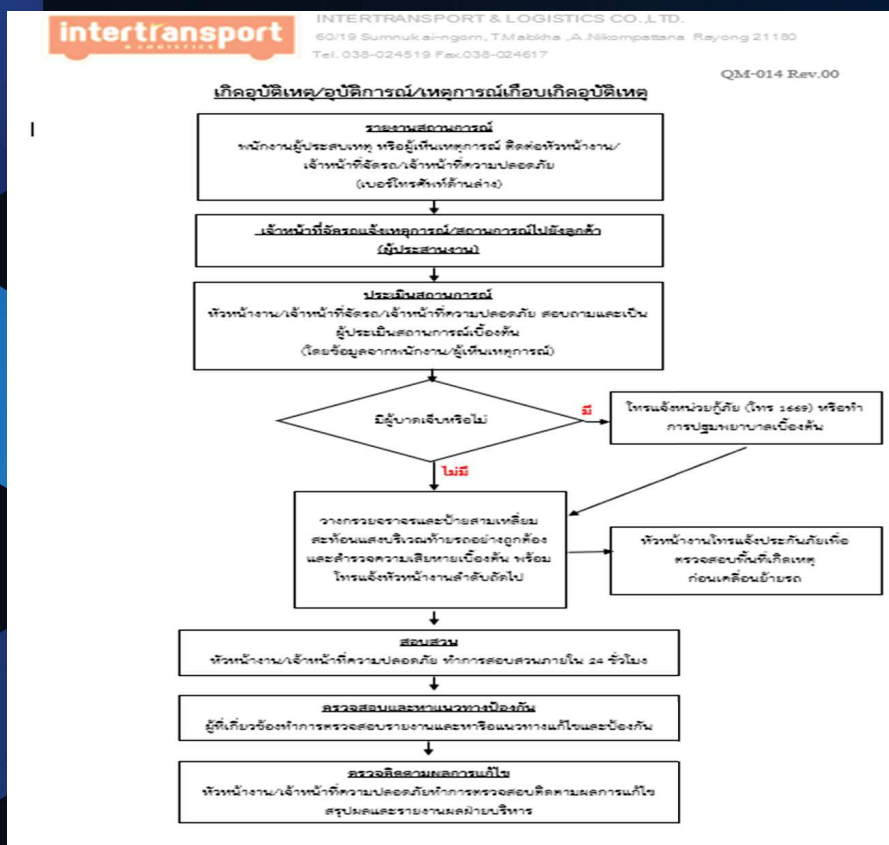 intertransport
& LOGISTICS
INTERTRANSPORT & LOGISTICS CO.,LTD.
60/19 Sumnukai-ngorn, T.Mabkha ,A.Nikompattana Rayong 21180
Tel. 038-024519 Fax.038-024617
QM-014 Rev.00
เกิดอุบัติเหตุ/อุบัติการณ์/เหตุการณ์เกือบเกิดอุบัติเหตุ
รายงานสถานการณ์
พนักงานผู้ประสบเหตุ หรือผู้เห็นเหตุการณ์ ติดต่อหัวหน้างาน/
เจ้าหน้าที่จัดรถ/เจ้าหน้าที่ความปลอดภัย
(เบอร์โทรศัพท์ด้านล่าง)
เจ้าหน้าที่จัดรถแจ้งเหตุการณ์/สถานการณ์ไปยังลูกค้า
(ผู้ประสานงาน)
ประเมินสถานการณ์
หัวหน้างาน/เจ้าหน้าที่จัดรถ/เจ้าหน้าที่ความปลอดภัย สอบถามและเป็น
ผู้ประเมินสถานการณ์เบื้องต้น
(โดยข้อมูลจากพนักงาน/ผู้เห็นเหตุการณ์)
มีผู้บาดเจ็บหรือไม่
มี
โทรแจ้งหน่วยกู้ภัย (โทร 1669) หรือทำ
การปฐมพยาบาลเบื้องต้น
ไม่มี
วางกรวยจราจรและป้ายสามเหลี่ยม
สะท้อนแสงบริเวณท้ายรถอย่างถูกต้อง
และสำรวจความเสียหายเบื้องต้น พร้อม
โทรแจ้งหัวหน้างานลำดับถัดไป
หัวหน้างานโทรแจ้งประกันภัยเพื่อ
ตรวจสอบพื้นที่เกิดเหตุ
ก่อนเคลื่อนย้ายรถ
สอบสวน
หัวหน้างาน/เจ้าหน้าที่ความปลอดภัย ทำการสอบสวนภายใน 24 ชั่วโมง
ตรวจสอบและหาแนวทางป้องกัน
ผู้ที่เกี่ยวข้องทำการตรวจสอบรายงานและหารือแนวทางแก้ไขและป้องกัน
ตรวจติดตามผลการแก้ไข
หัวหน้างาน/เจ้าหน้าที่ความปลอดภัยทำการตรวจสอบติดตามผลการแก้ไข
สรุปผลและรายงานผลฝ่ายบริหาร